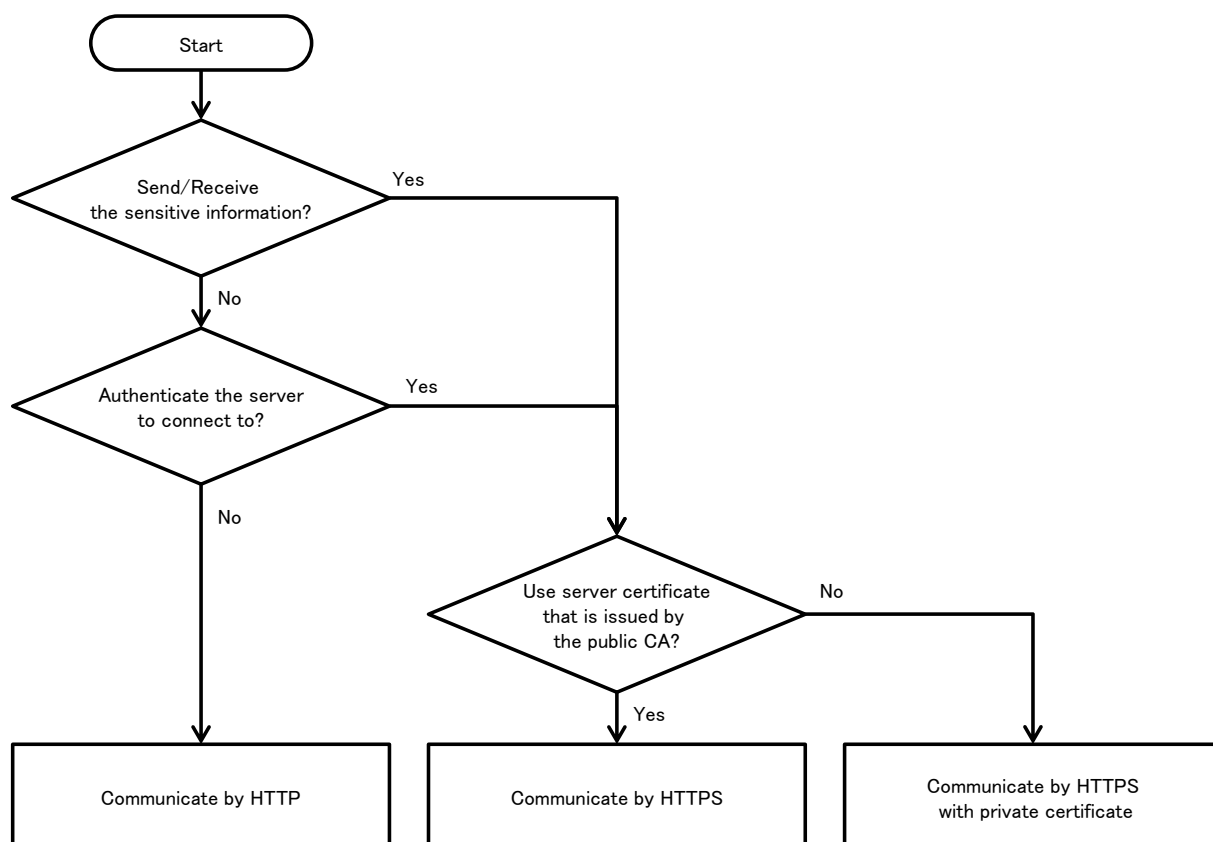 Start
Send/Receive
the sensitive information?
Yes
No
Authenticate the server
to connect to?
Yes
No
Use server certificate
that is issued by
the public CA?
No
Yes
Communicate by HTTP
Communicate by HTTPS
Communicate by HTTPS
with private certificate